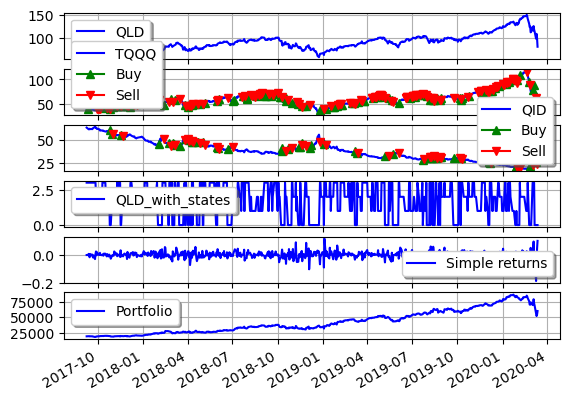 150
100
QLD
TQQQ
Buy
Sell
100
50
QID
Buy
Sell
50
25
2.5
0.0
QLD_with_states
0.0
−0.2
Simple returns
75000
50000
25000
Portfolio
2017-10
2018-01
2018-04
2018-07
2018-10
2019-01
2019-04
2019-07
2019-10
2020-01
2020-04